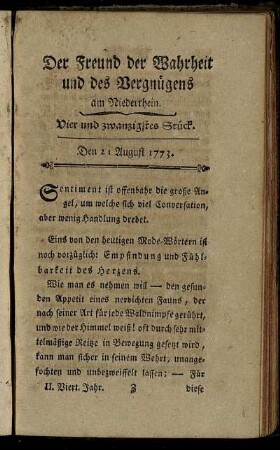 Der Freund der Wahrheit
und des Vergnügens
am Niederrhein.
Vier und zwanzigstes Stück.
Den 21 August 1773.
Sentiment ist offenbahr die große An-
gel, um welche sich viel Conversation,
aber wenig Handlung drehet.
Eins von den heutigen Mode-Wörtern ist
noch vorzüglich: Empfindung und Fühl-
barkeit des Herzens.
Wie man es nehmen will — den gesun-
den Appetit eines nervichten Fauns, der
nach seiner Art für jede Waldnimpfe gerührt,
und wie der Himmel weiß! oft durch sehr mit-
telmäßige Reize in Bewegung gesetzt wird,
kann man sicher in seinem Wehrt, unange-
fochten und unbezweiffelt lassen; — Für
II. Viert. Jahr. 3 diese